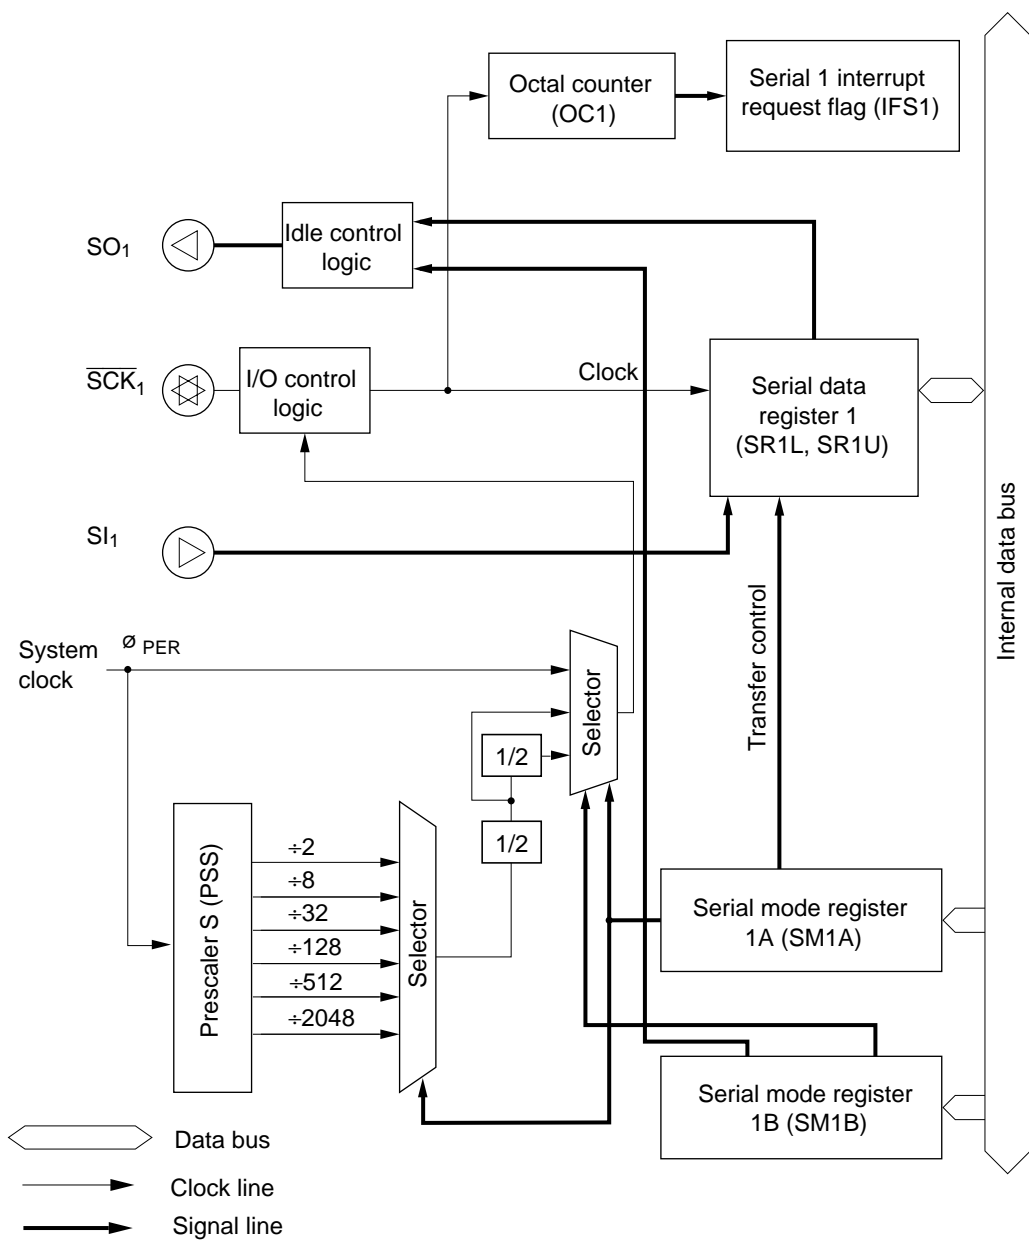 Octal counter
(OC1)
Serial 1 interrupt
request flag (IFS1)
SO1
Idle control
logic
SCK1
I/O control
logic
Clock
Serial data
register 1
(SR1L, SR1U)
SI1
Internal data bus
Transfer control
System
clock
ø PER
Selector
1/2
1/2
Prescaler S (PSS)
÷2
÷8
÷32
÷128
÷512
÷2048
Selector
Serial mode register
1A (SM1A)
Serial mode register
1B (SM1B)
Data bus
Clock line
Signal line